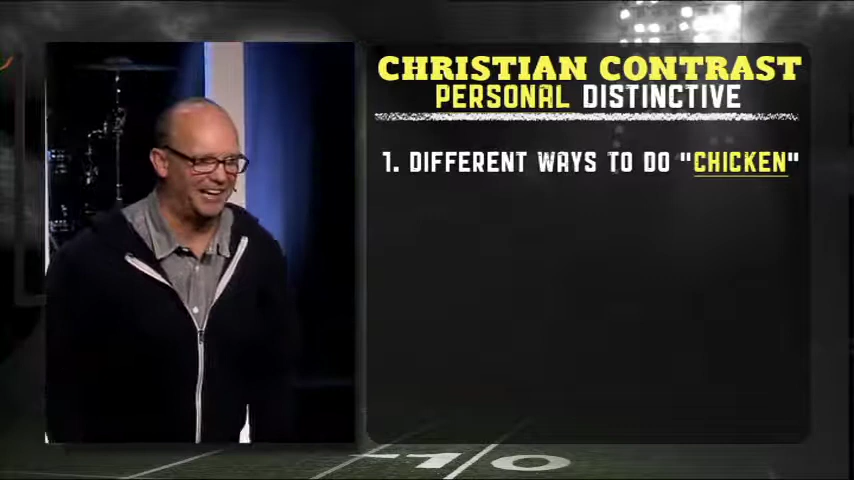 CHRISTIAN CONTRAST
PERSONAL DISTINCTIVE
1. DIFFERENT WAYS TO DO "CHICKEN"
10